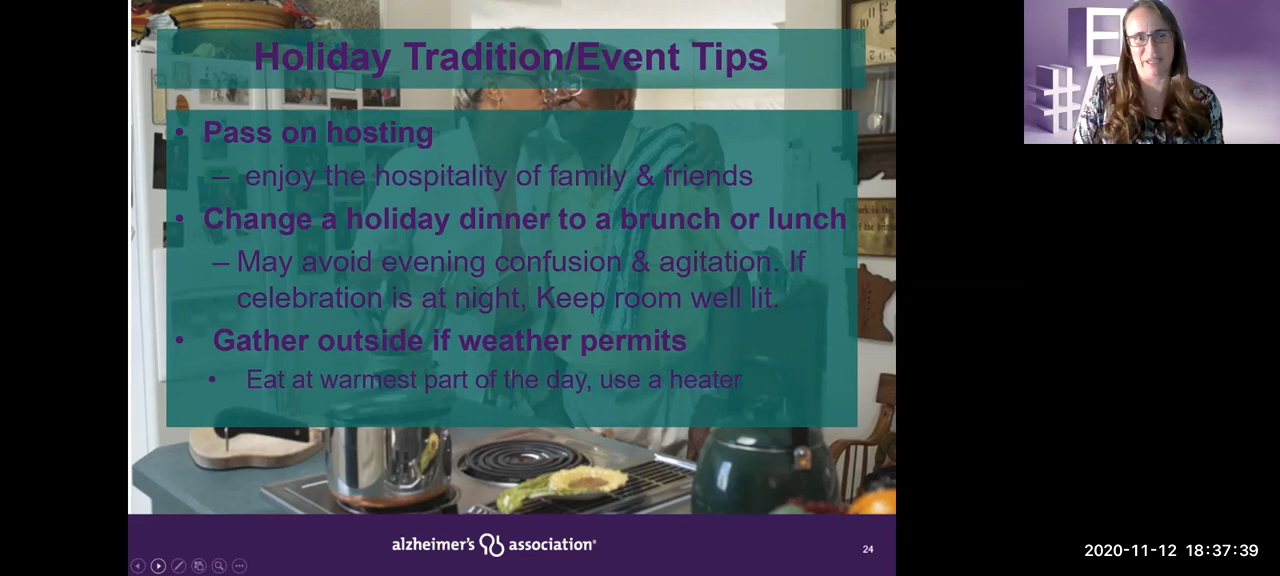 Holiday Tradition/Event Tips
• Pass on hosting
– enjoy the hospitality of family & friends
• Change a holiday dinner to a brunch or lunch
– May avoid evening confusion & agitation. If
celebration is at night, Keep room well lit.
• Gather outside if weather permits
• Eat at warmest part of the day, use a heater
alzheimer's association®
24
2020-11-12 18:37:39